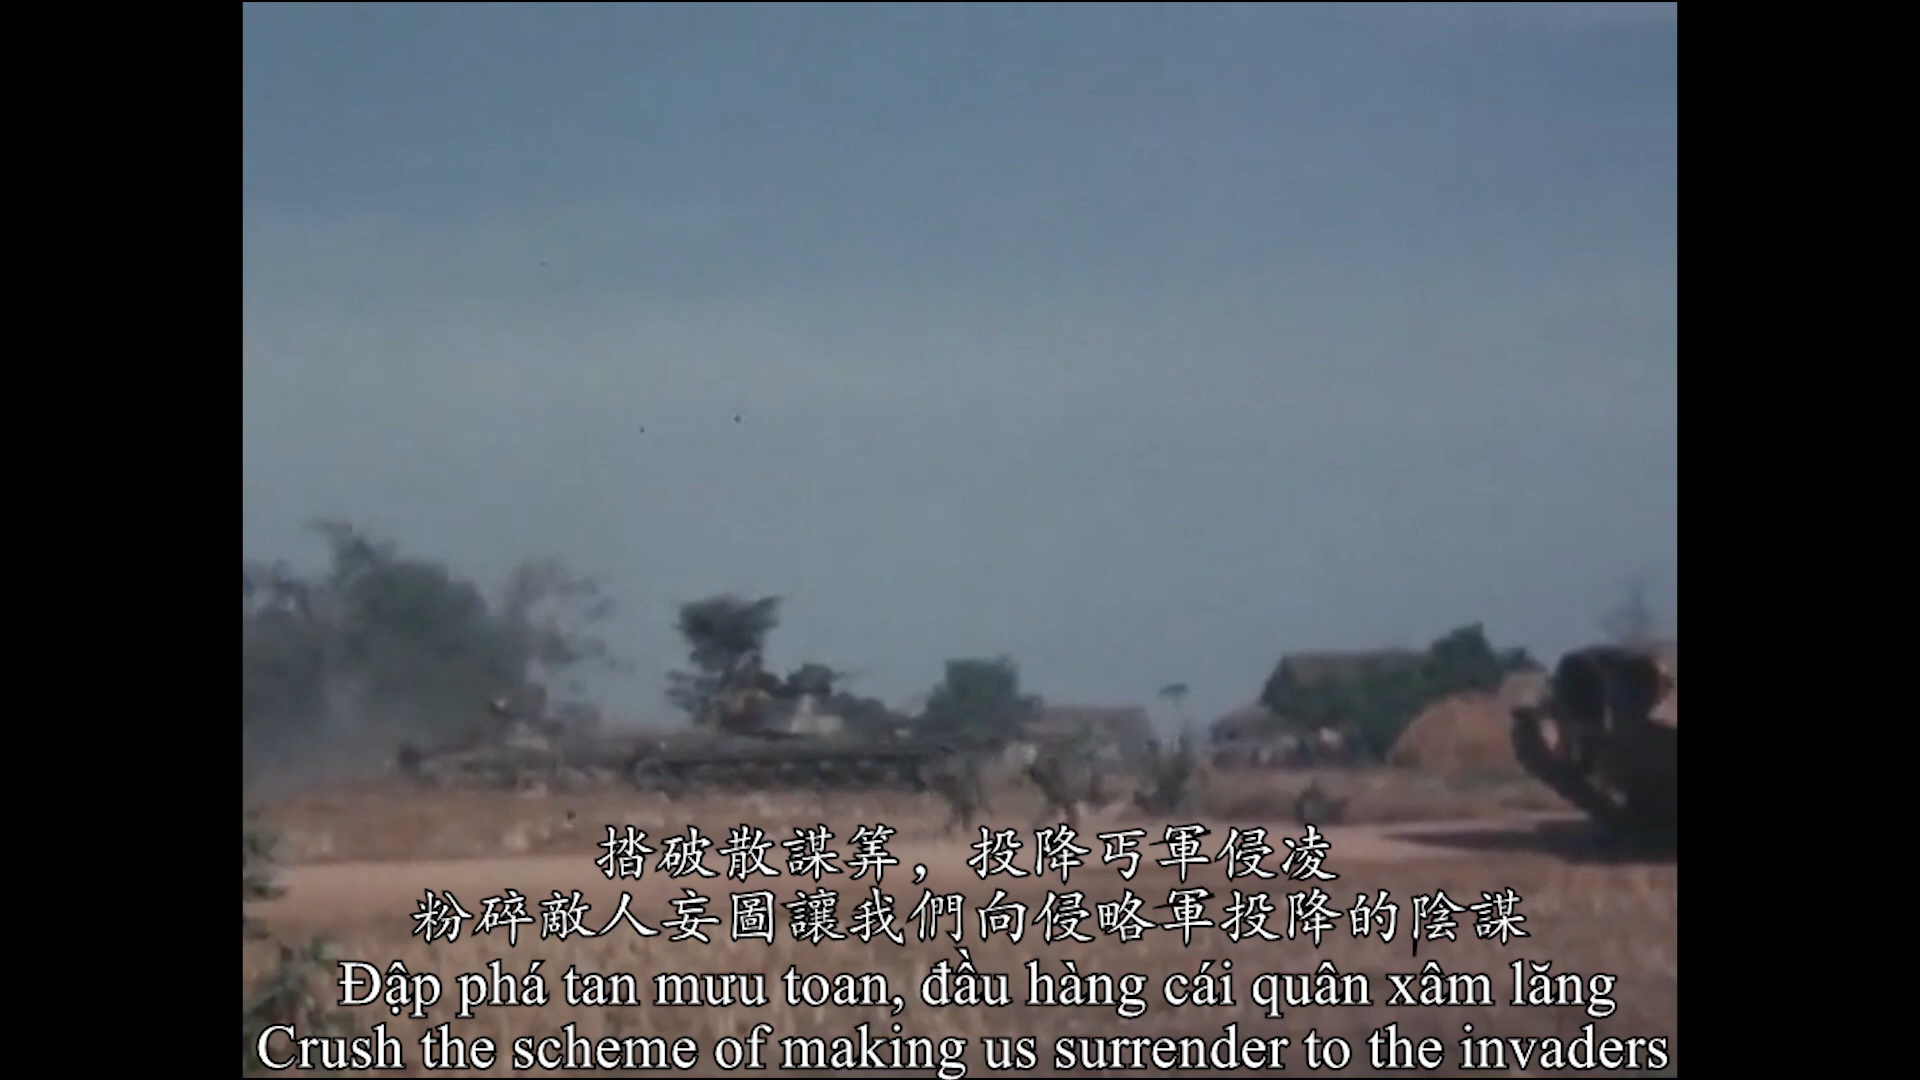 撘破散謀筭，投降丐軍侵凌
粉碎敵人妄圖讓我們向侵略軍投降的陰謀
Đập phá tan mưu toan, đầu hàng cái quân xâm lăng
Crush the scheme of making us surrender to the invaders